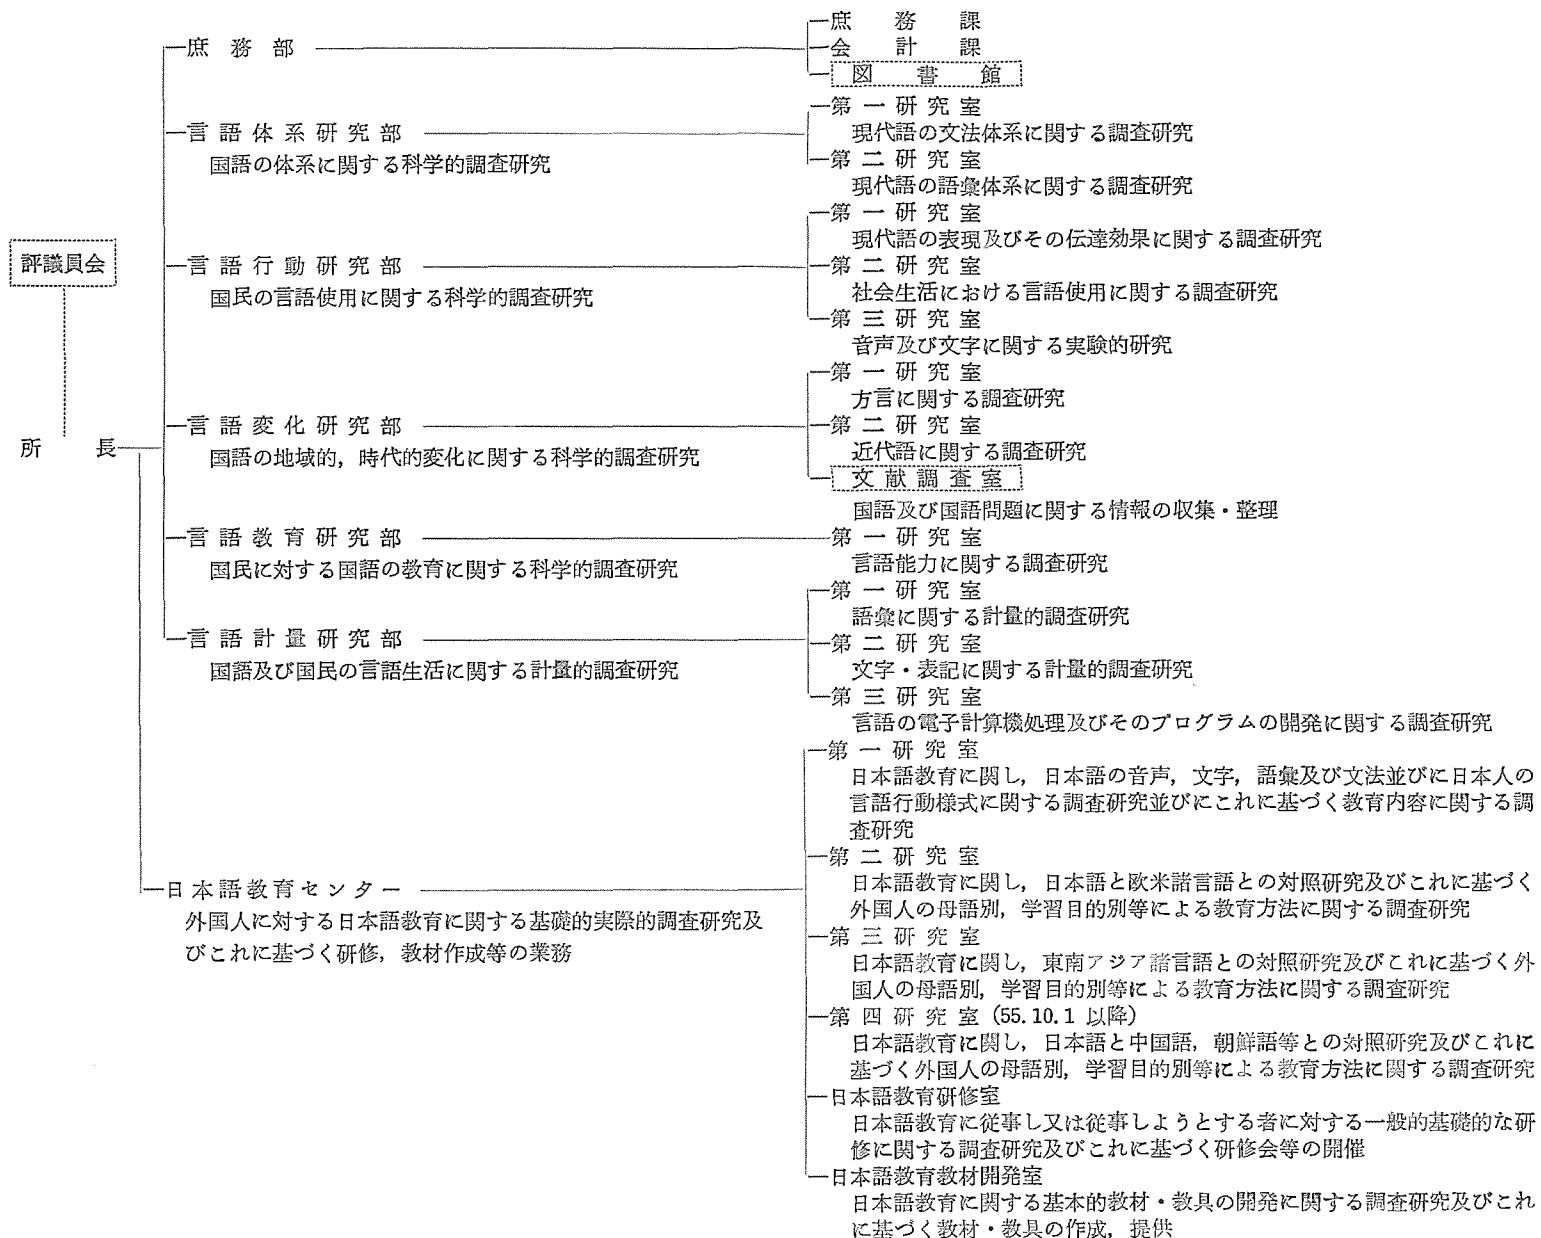 評議員会
所長
庶務部
庶務課
会計課
図書館
言語体系研究部
国語の体系に関する科学的調査研究
第一研究室
現代語の文法体系に関する調査研究
第二研究室
現代語の語彙体系に関する調査研究
言語行動研究部
国民の言語使用に関する科学的調査研究
第一研究室
現代語の表現及びその伝達効果に関する調査研究
第二研究室
社会生活における言語使用に関する調査研究
第三研究室
音声及び文字に関する実験的研究
言語変化研究部
国語の地域的，時代的変化に関する科学的調査研究
第一研究室
方言に関する調査研究
第二研究室
近代語に関する調査研究
文献調査室
国語及び国語問題に関する情報の収集・整理
言語教育研究部
国民に対する国語の教育に関する科学的調査研究
第一研究室
言語能力に関する調査研究
言語計量研究部
国語及び国民の言語生活に関する計量的調査研究
第一研究室
語彙に関する計量的調査研究
第二研究室
文字・表記に関する計量的調査研究
第三研究室
言語の電子計算機処理及びそのプログラムの開発に関する調査研究
日本語教育センター
外国人に対する日本語教育に関する基礎的実際的調査研究及
びこれに基づく研修，教材作成等の業務
第一研究室
日本語教育に関し，日本語の音声，文字，語彙及び文法並びに日本人の
言語行動様式に関する調査研究並びにこれに基づく教育内容に関する調
査研究
第二研究室
日本語教育に関し，日本語と欧米諸言語との対照研究及びこれに基づく
外国人の母語別，学習目的別等による教育方法に関する調査研究
第三研究室
日本語教育に関し，東南アジア諸言語との対照研究及びこれに基づく外
国人の母語別，学習目的別等による教育方法に関する調査研究
第四研究室（55.10.1 以降）
日本語教育に関し，日本語と中国語，朝鮮語等との対照研究及びこれに
基づく外国人の母語別，学習目的別等による教育方法に関する調査研究
日本語教育研修室
日本語教育に従事し又は従事しようとする者に対する一般的基礎的な研
修に関する調査研究及びこれに基づく研修会等の開催
日本語教育教材開発室
日本語教育に関する基本的教材・教具の開発に関する調査研究及びこれ
に基づく教材・教具の作成，提供